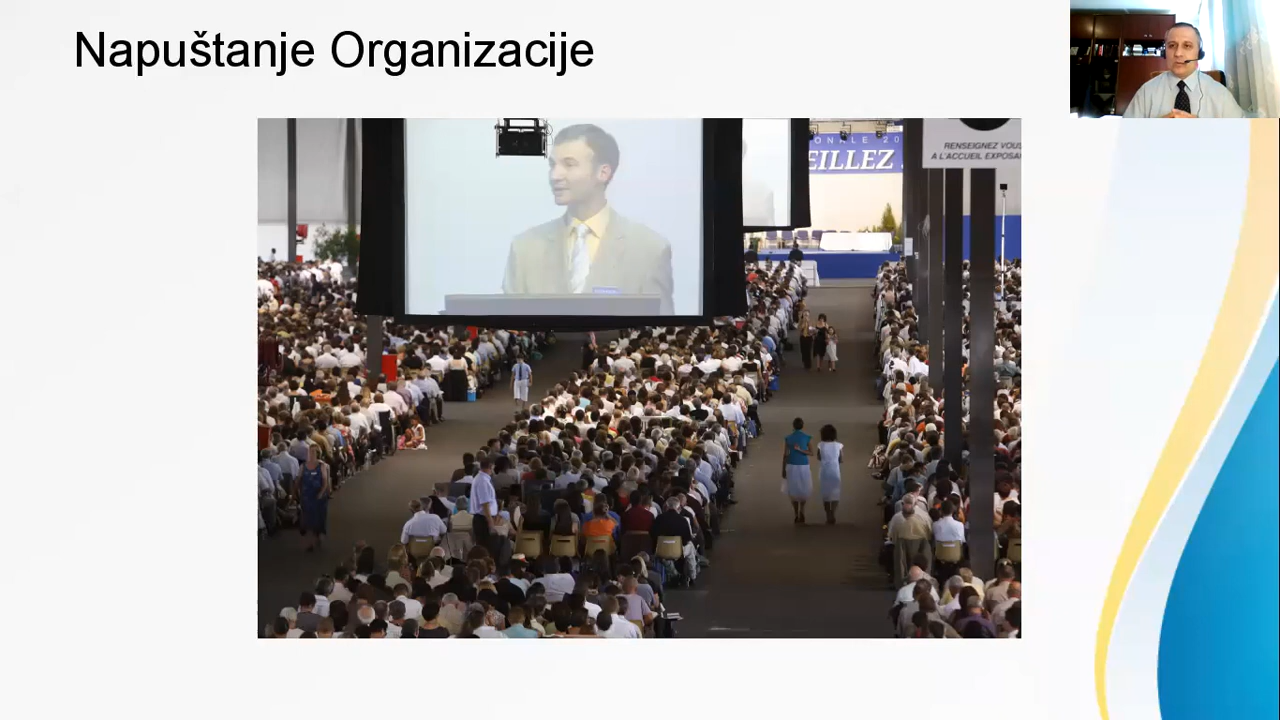 Napuštanje Organizacije
EILLEZ
RENSEIGNEZ VOUS
A L'ACCUEIL EXPOSA